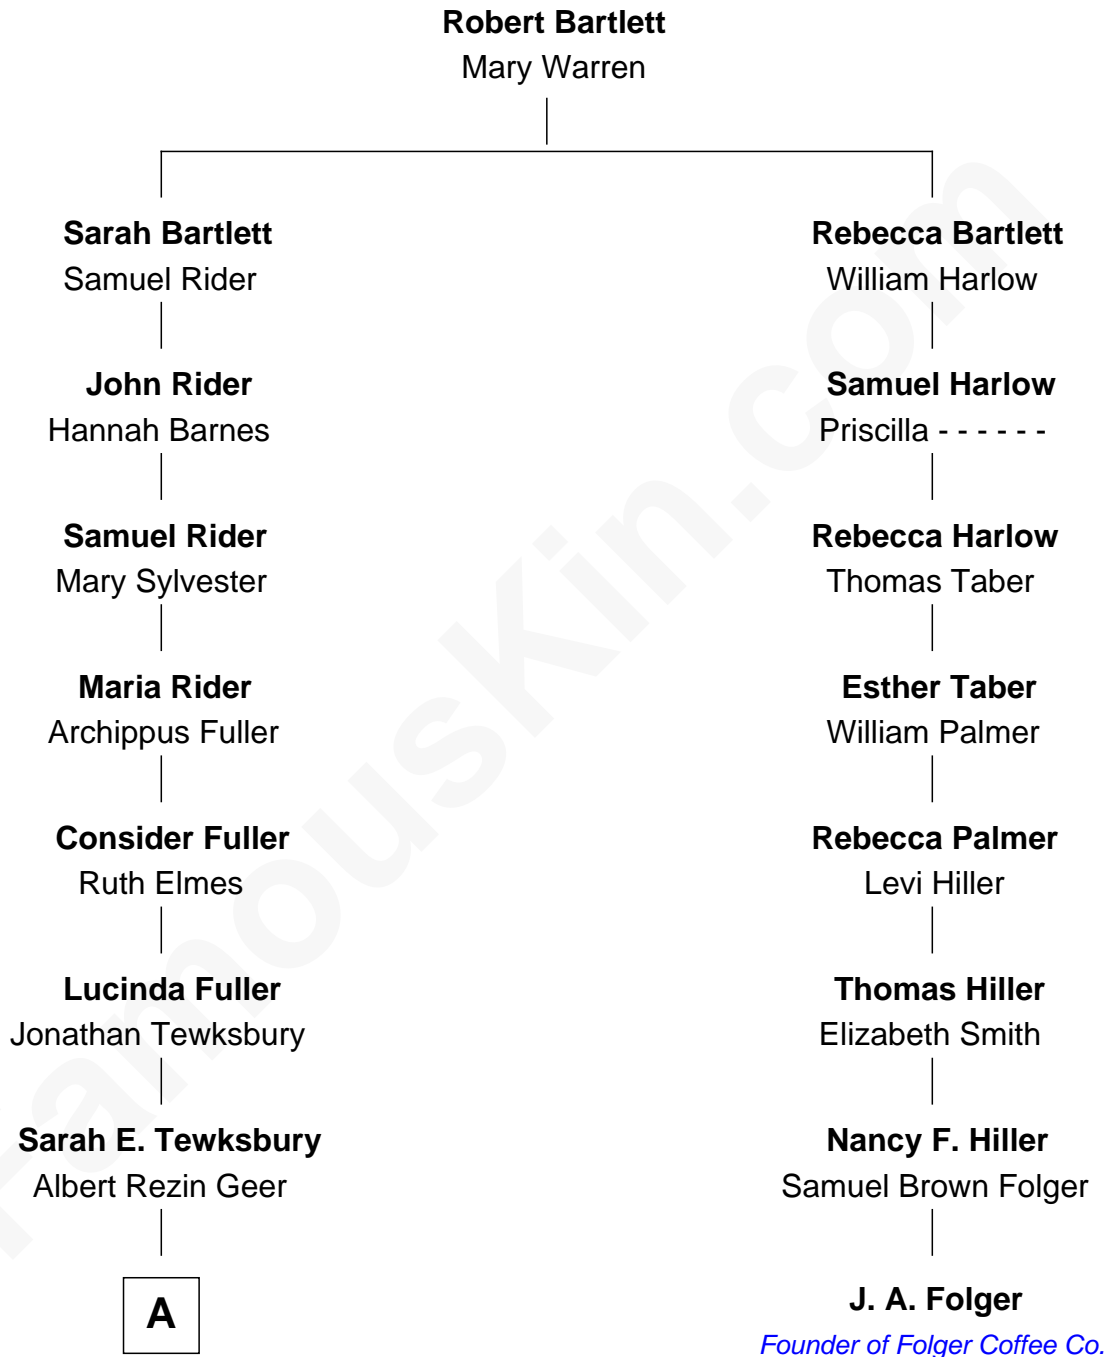 Robert Bartlett
Mary Warren
Sarah Bartlett
Samuel Rider
Rebecca Bartlett
William Harlow
John Rider
Hannah Barnes
Samuel Harlow
Priscilla - - - - - -
Samuel Rider
Mary Sylvester
Rebecca Harlow
Thomas Taber
Maria Rider
Archippus Fuller
Esther Taber
William Palmer
Consider Fuller
Ruth Elmes
Rebecca Palmer
Levi Hiller
Lucinda Fuller
Jonathan Tewksbury
Thomas Hiller
Elizabeth Smith
Sarah E. Tewksbury
Albert Rezin Geer
Nancy F. Hiller
Samuel Brown Folger
A
J. A. Folger
Founder of Folger Coffee Co.
FamousKin.com